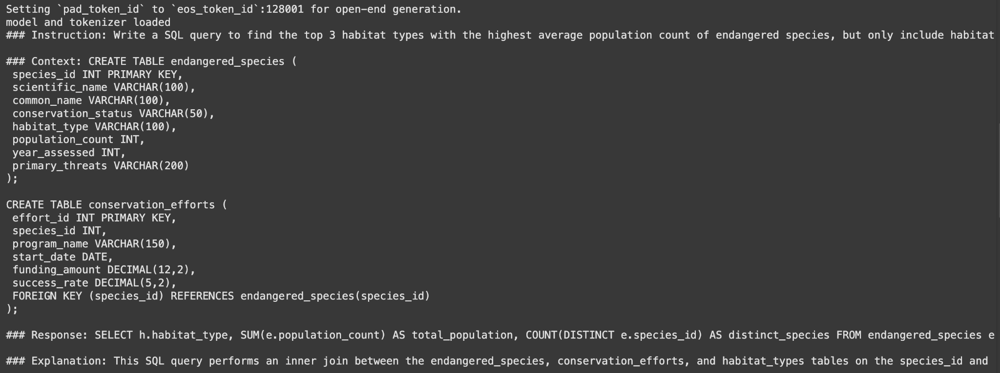 Setting `pad_token_id` to `eos_token_id`:128001 for open-end generation.
model and tokenizer loaded
### Instruction: Write a SQL query to find the top 3 habitat types with the highest average population count of endangered species, but only include habitat
### Context: CREATE TABLE endangered_species (
species_id INT PRIMARY KEY,
scientific_name VARCHAR(100),
common_name VARCHAR(100),
conservation_status VARCHAR(50),
habitat_type VARCHAR(100),
population_count INT,
year_assessed INT,
primary_threats VARCHAR(200)
);
CREATE TABLE conservation_efforts (
effort_id INT PRIMARY KEY,
species_id INT,
program_name VARCHAR(150),
start_date DATE,
funding_amount DECIMAL(12,2),
success_rate DECIMAL(5,2),
FOREIGN KEY (species_id) REFERENCES endangered_species(species_id)
);
### Response: SELECT h.habitat_type, SUM(e.population_count) AS total_population, COUNT(DISTINCT e.species_id) AS distinct_species FROM endangered_species e
### Explanation: This SQL query performs an inner join between the endangered_species, conservation_efforts, and habitat_types tables on the species_id and